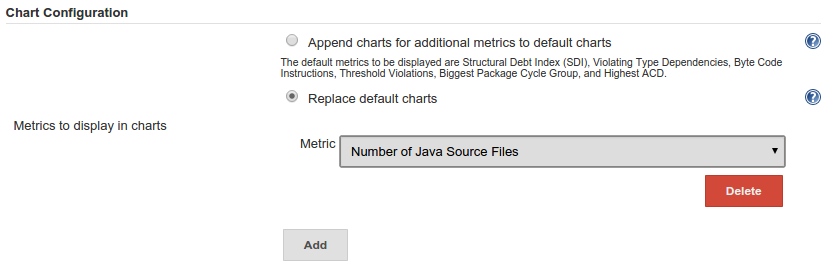 Chart Configuration
Append charts for additional metrics to default charts
The default metrics to be displayed are Structural Debt Index (SDI), Violating Type Dependencies, Byte Code
Instructions, Threshold Violations, Biggest Package Cycle Group, and Highest ACD.
Replace default charts
Metrics to display in charts
Metric
Number of Java Source Files
Delete
Add